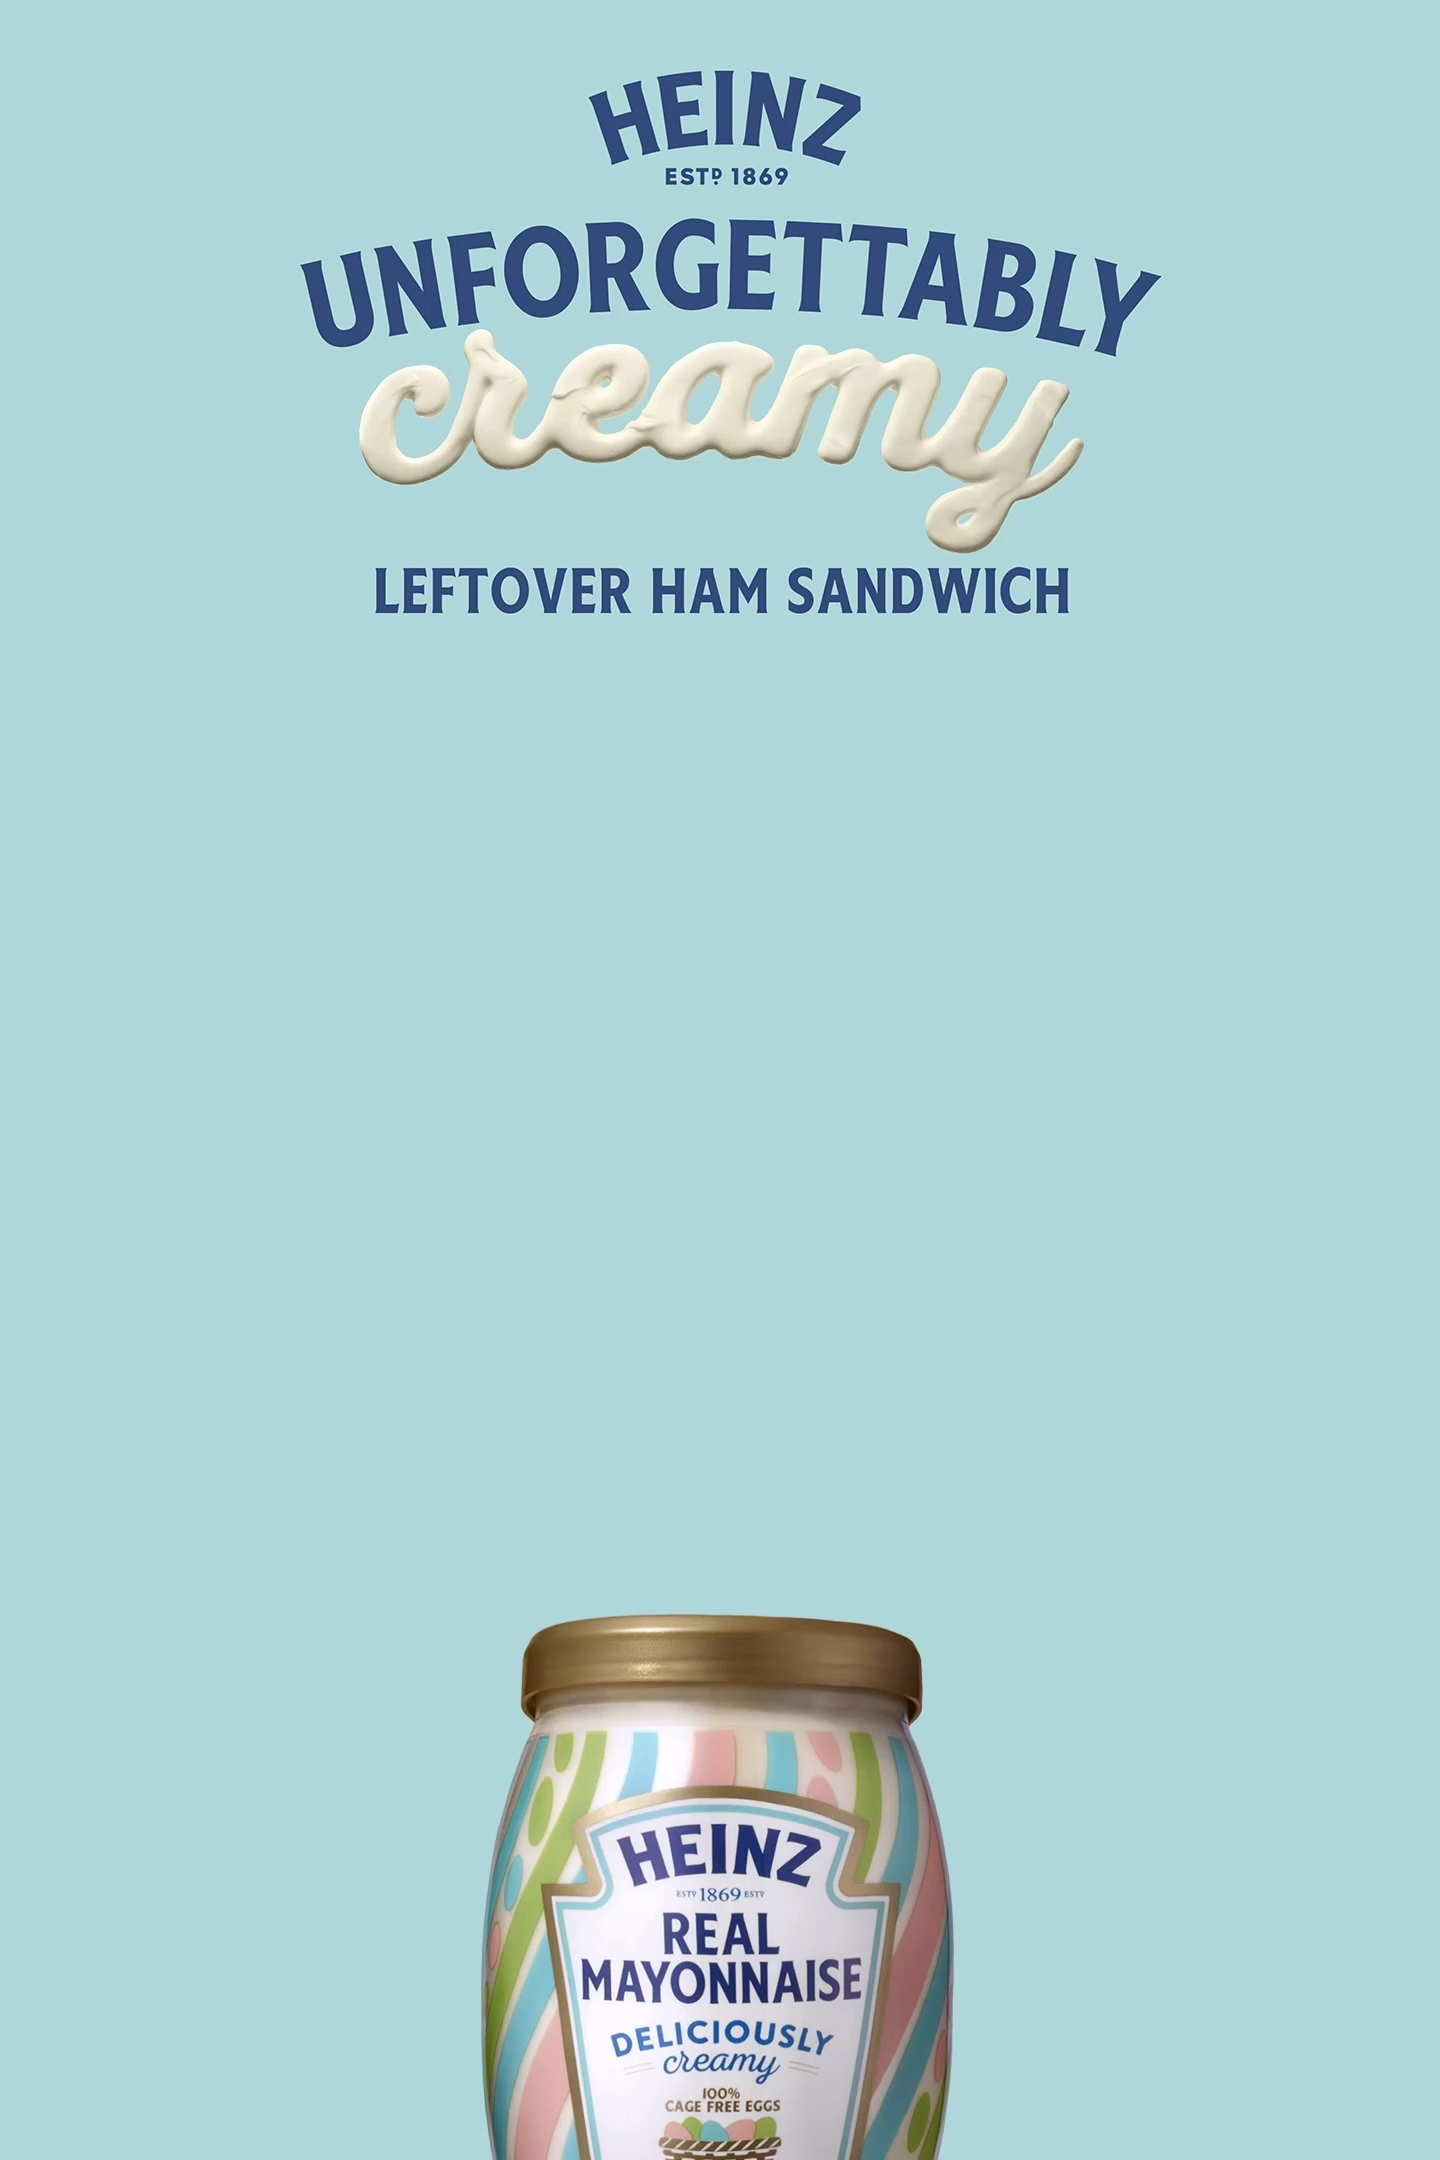 HEINZ
ESTD 1869
UNFORGETTABLY
creamy
LEFTOVER HAM SANDWICH
HEINZ
ESTD 1869 ESTD
REAL
MAYONNAISE
DELICIOUSLY
creamy
100%
CAGE FREE EGGS